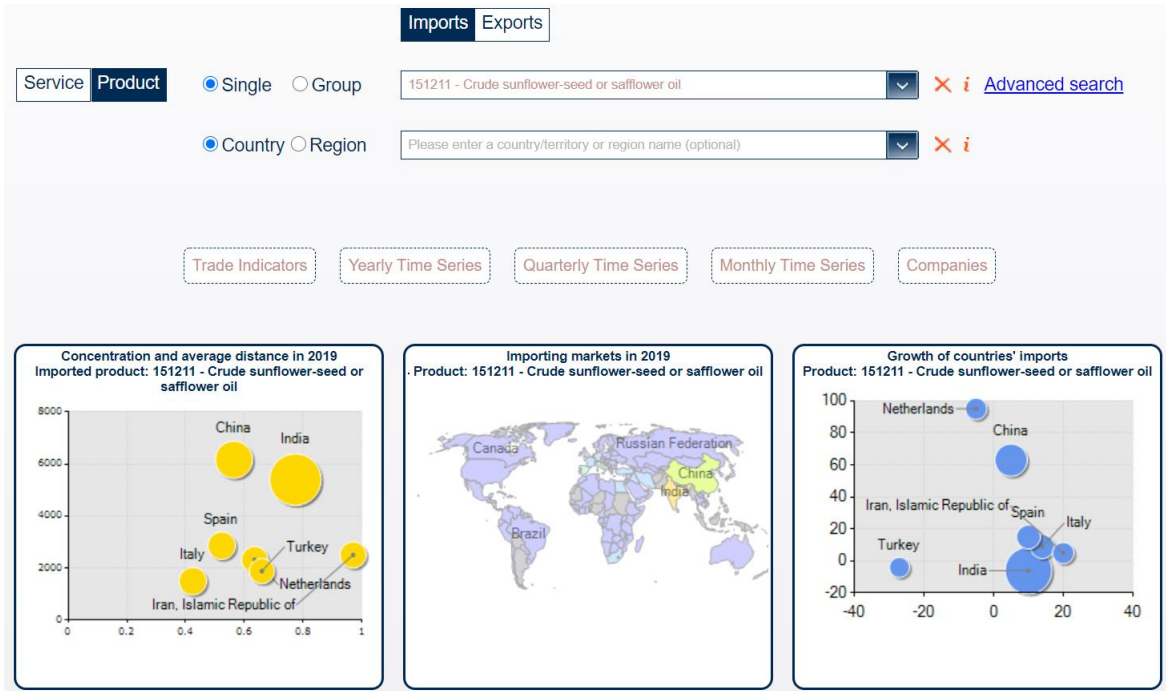 Imports Exports
Service Product Single Group 151211 - Crude sunflower-seed or safflower oil i Advanced search
Country Region Please enter a country/territory or region name (optional) i
Trade Indicators Yearly Time Series Quarterly Time Series Monthly Time Series Companies
Concentration and average distance in 2019
Imported product: 151211 - Crude sunflower-seed or
safflower oil
8000
6000
4000
2000
0
0 0.2 0.4 0.6 0.8 1
China
India
Spain
Italy
Turkey
Netherlands
Iran, Islamic Republic of
Importing markets in 2019
. Product: 151211 - Crude sunflower-seed or safflower oil
Canada
Russian Federation
China
India
Brazil
Growth of countries' imports
Product: 151211 - Crude sunflower-seed or safflower oil
100
80
60
40
20
0
-20
-40 -20 0 20 40
Netherlands
China
Iran, Islamic Republic of
Spain
Italy
Turkey
India